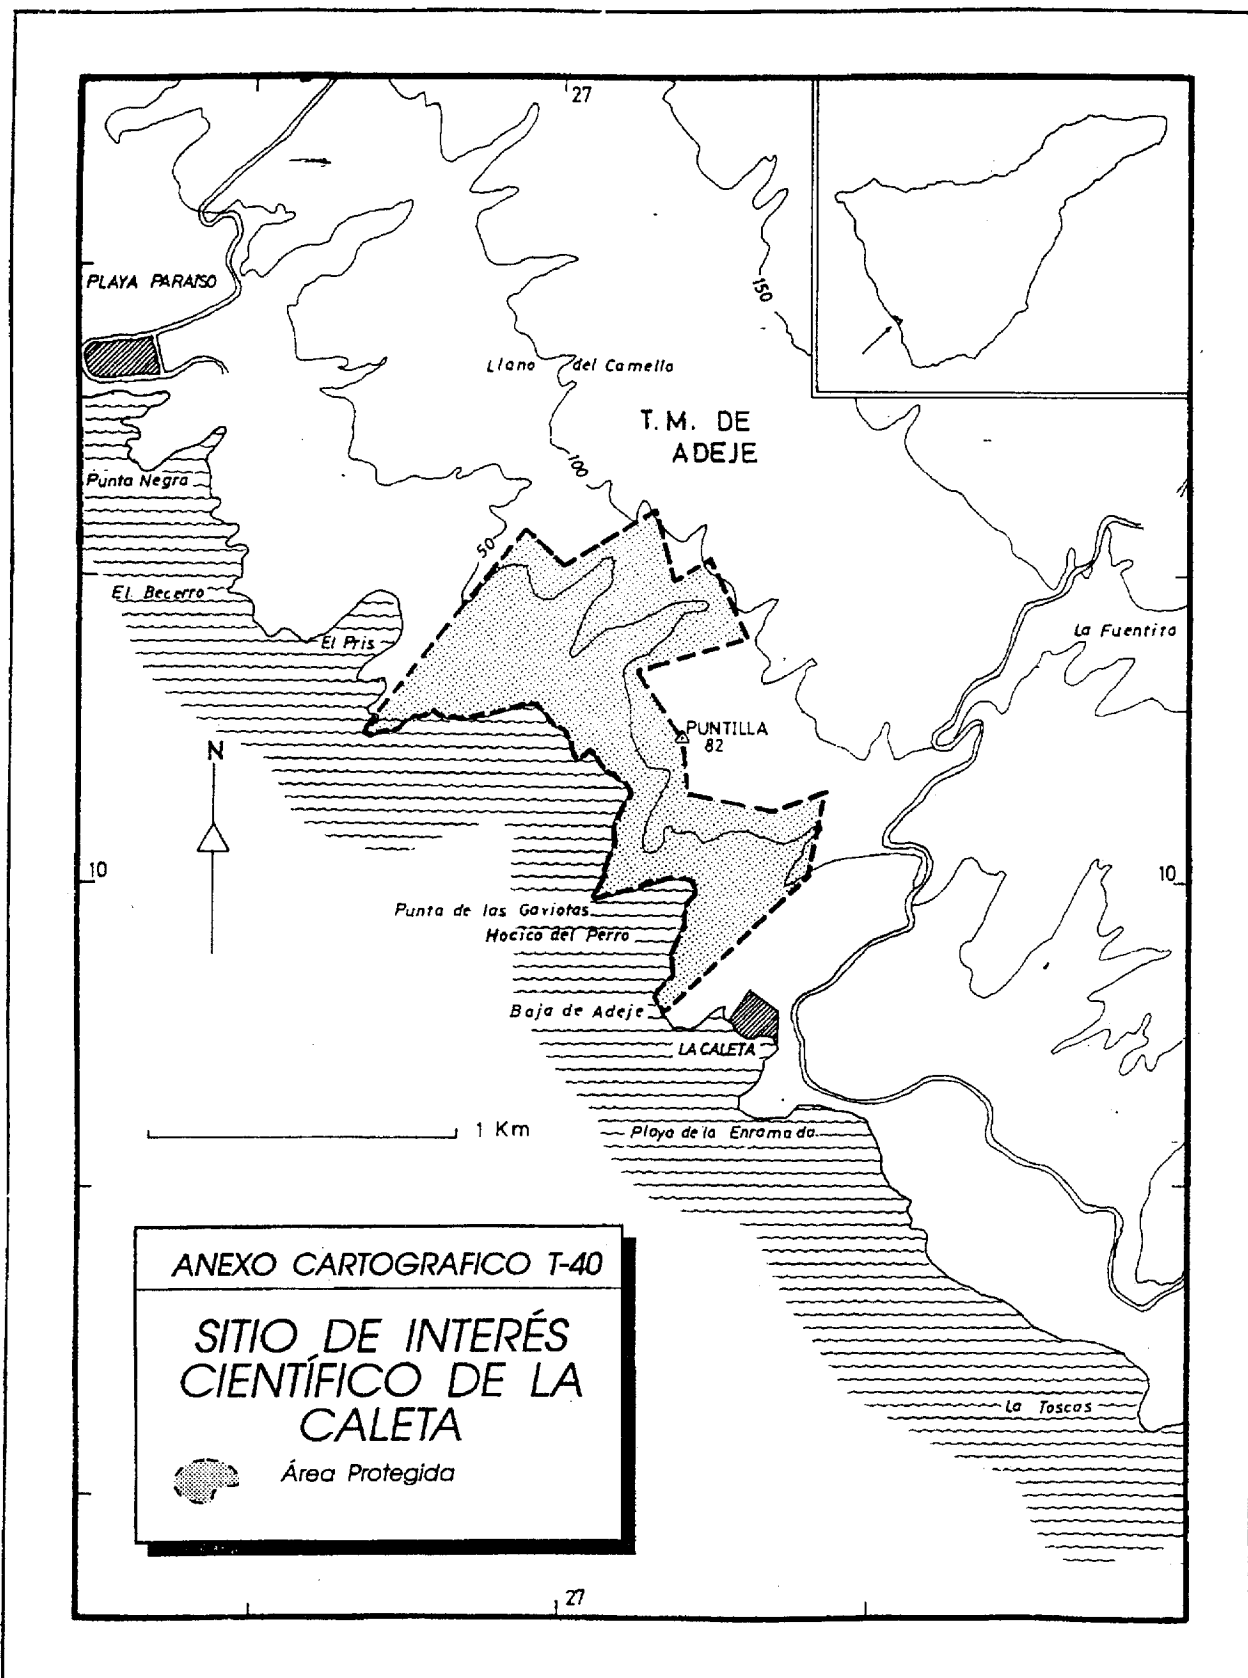 27
PLAYA PARAISO
150
Llano del Camello
T.M. DE
ADEJE
100
Punta Negra
50
El Becerro
La Fuentita
El Pris
PUNTILLA
82
N
10
10
Punta de las Gaviotas
Hocico del Perro
Baja de Adeje
LA CALETA
1 Km
Playa de la Enramada
ANEXO CARTOGRAFICO T-40
SITIO DE INTERÉS
CIENTÍFICO DE LA
CALETA
La Toscas
Área Protegida
27